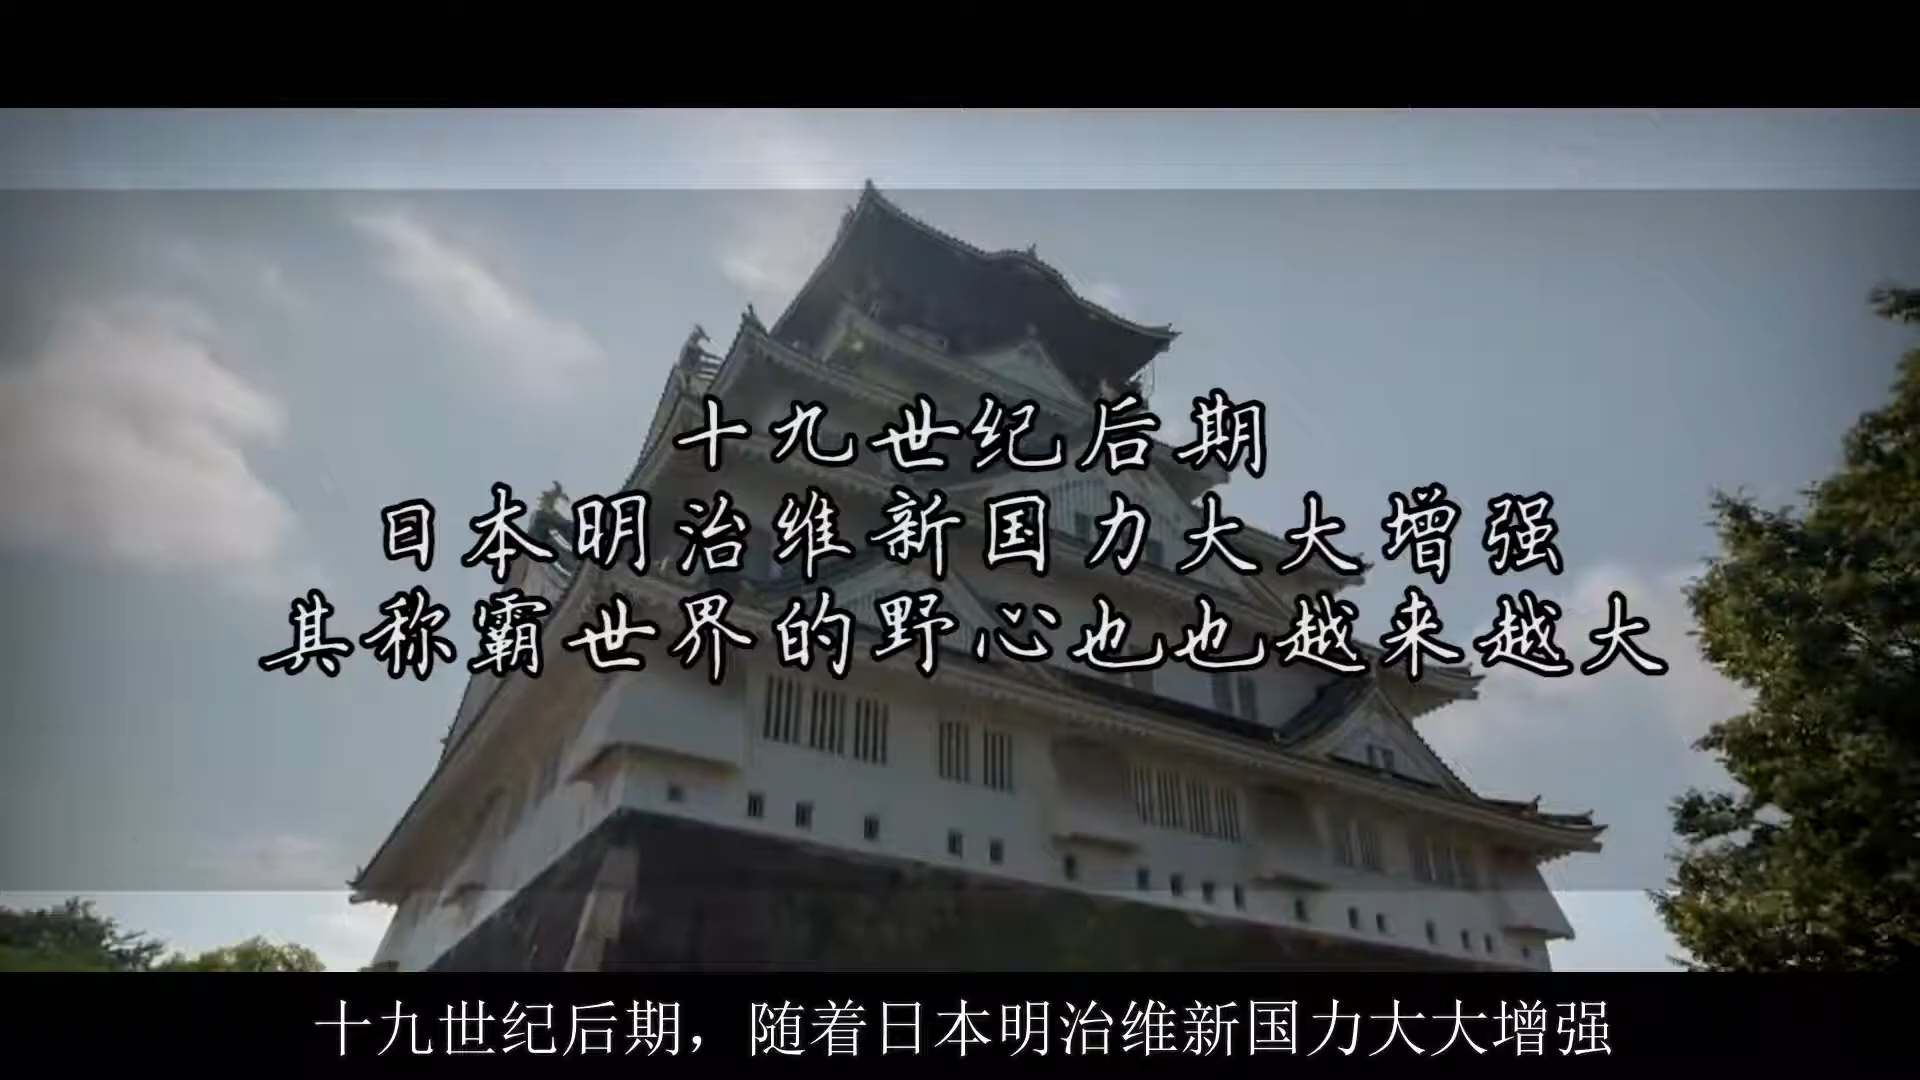 十九世纪后期
日本明治维新国力大大增强
其称霸世界的野心也也越来越大
十九世纪后期，随着日本明治维新国力大大增强